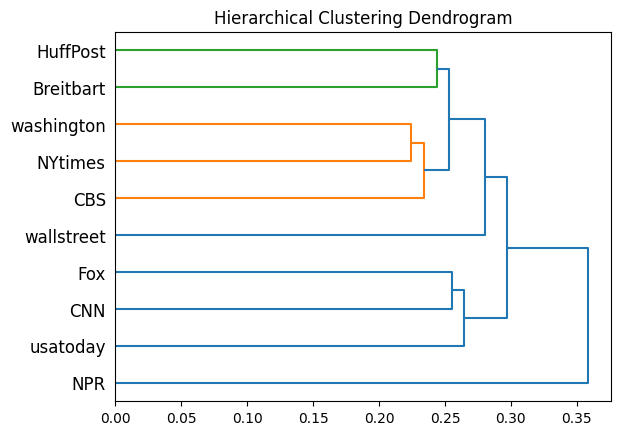 Hierarchical Clustering Dendrogram
HuffPost
Breitbart
washington
NYtimes
CBS
wallstreet
Fox
CNN
usatoday
NPR
0.00 0.05 0.10 0.15 0.20 0.25 0.30 0.35